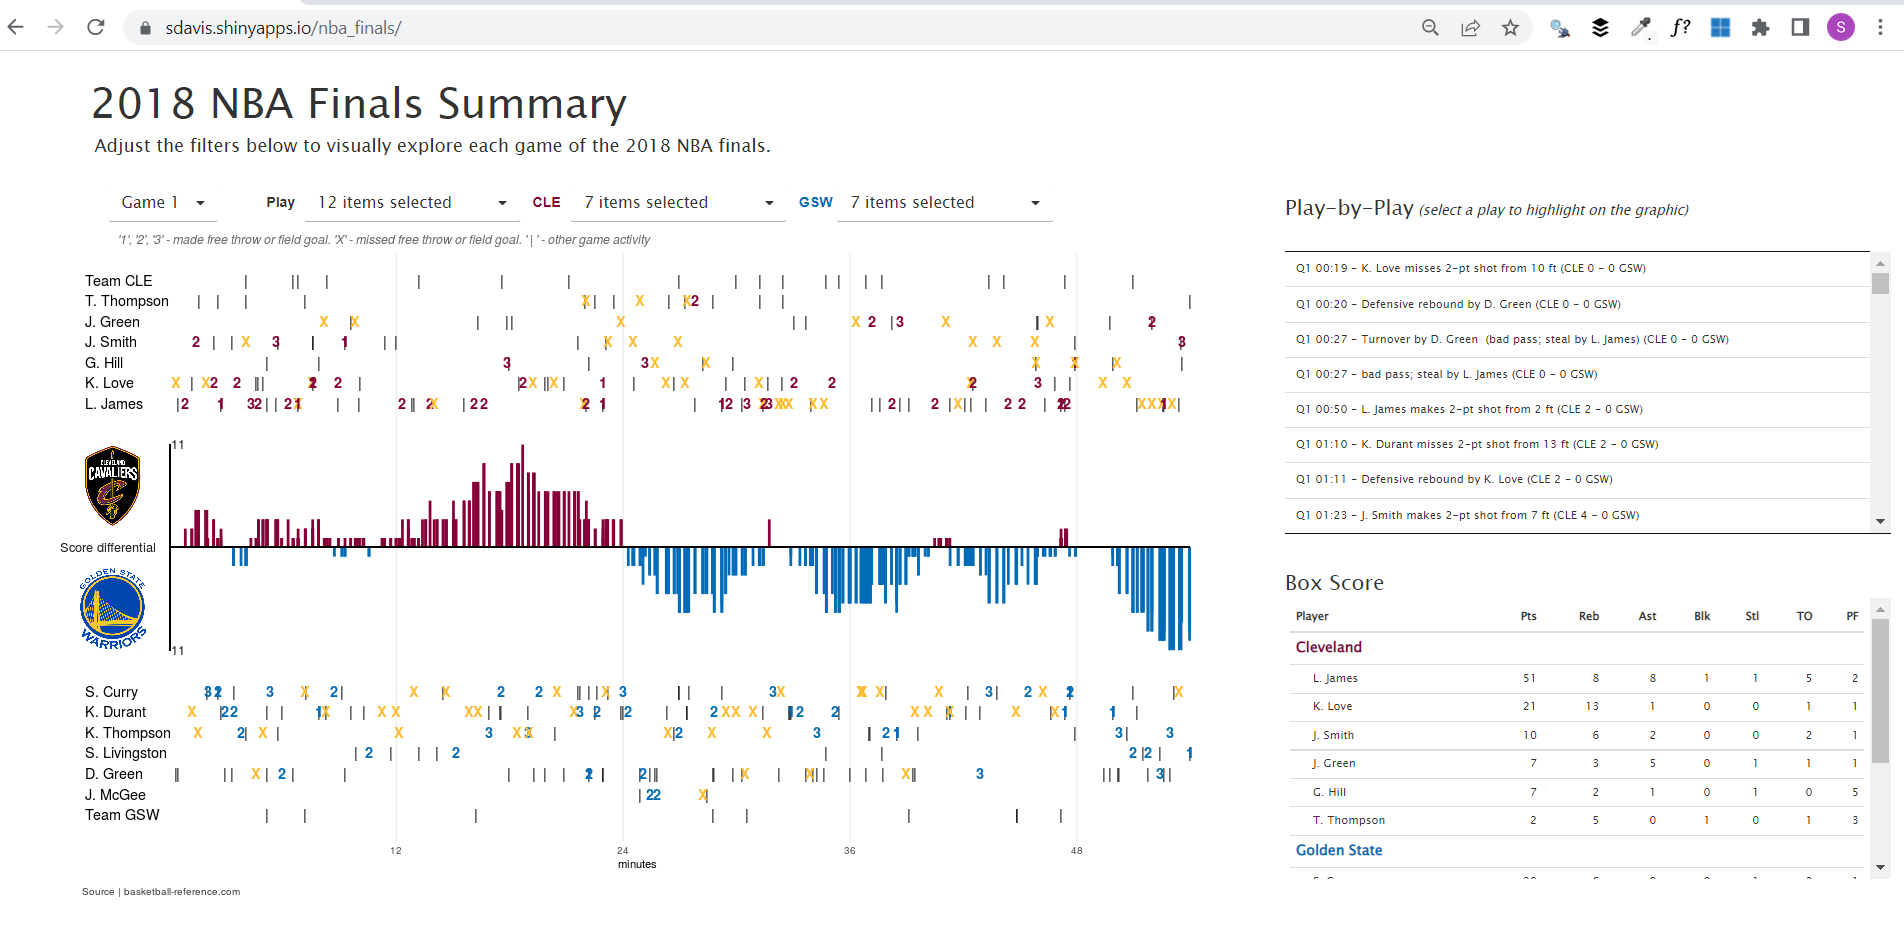 sdavis.shinyapps.io/nba_finals/
f?
S
2018 NBA Finals Summary
Adjust the filters below to visually explore each game of the 2018 NBA finals.
Game 1
Play
12 items selected
CLE
7 items selected
GSW
7 items selected
'1', '2', '3' - made free throw or field goal. 'X' - missed free throw or field goal. ' | ' - other game activity
Team CLE
T. Thompson
J. Green
J. Smith
G. Hill
K. Love
L. James
11
CLEVELAND
CAVALIERS
Score differential
GOLDEN STATE
WARRIORS
11
S. Curry
K. Durant
K. Thompson
S. Livingston
D. Green
J. McGee
Team GSW
12 24 36 48
minutes
Source | basketball-reference.com
Play-by-Play (select a play to highlight on the graphic)
Q1 00:19 - K. Love misses 2-pt shot from 10 ft (CLE 0 - 0 GSW)
Q1 00:20 - Defensive rebound by D. Green (CLE 0 - 0 GSW)
Q1 00:27 - Turnover by D. Green (bad pass; steal by L. James) (CLE 0 - 0 GSW)
Q1 00:27 - bad pass; steal by L. James (CLE 0 - 0 GSW)
Q1 00:50 - L. James makes 2-pt shot from 2 ft (CLE 2 - 0 GSW)
Q1 01:10 - K. Durant misses 2-pt shot from 13 ft (CLE 2 - 0 GSW)
Q1 01:11 - Defensive rebound by K. Love (CLE 2 - 0 GSW)
Q1 01:23 - J. Smith makes 2-pt shot from 7 ft (CLE 4 - 0 GSW)
Box Score
Player Pts Reb Ast Blk Stl TO PF
Cleveland
L. James 51 8 8 1 1 5 2
K. Love 21 13 1 0 0 1 1
J. Smith 10 6 2 0 0 2 1
J. Green 7 3 5 0 1 1 1
G. Hill 7 2 1 0 1 0 5
T. Thompson 2 5 0 1 0 1 3
Golden State